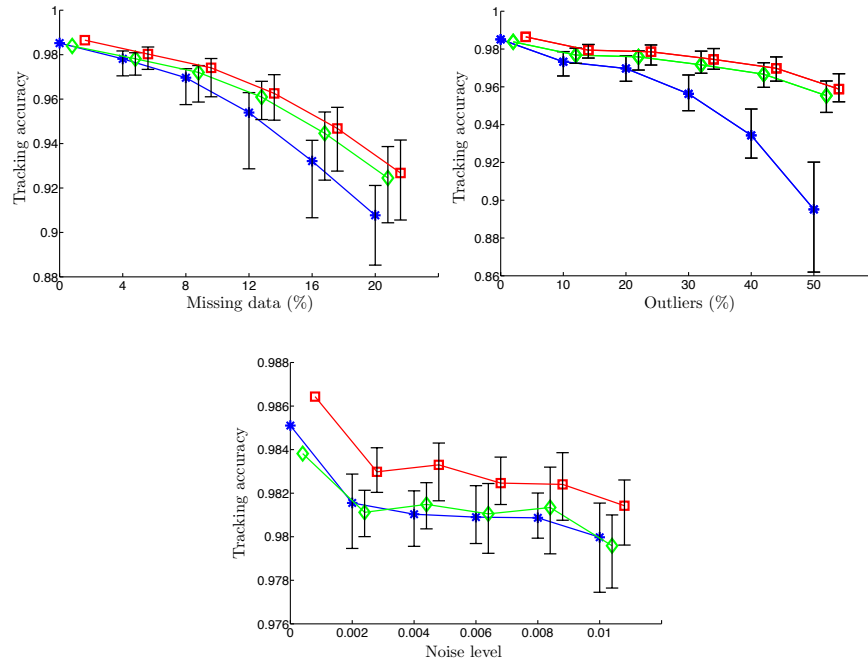 1
0.98
0.96
0.94
0.92
0.9
0.88
0 4 8 12 16 20
Missing data (%)
Tracking accuracy
1
0.98
0.96
0.94
0.92
0.9
0.88
0.86
0 10 20 30 40 50
Outliers (%)
Tracking accuracy
0.988
0.986
0.984
0.982
0.98
0.978
0.976
0 0.002 0.004 0.006 0.008 0.01
Noise level
Tracking accuracy